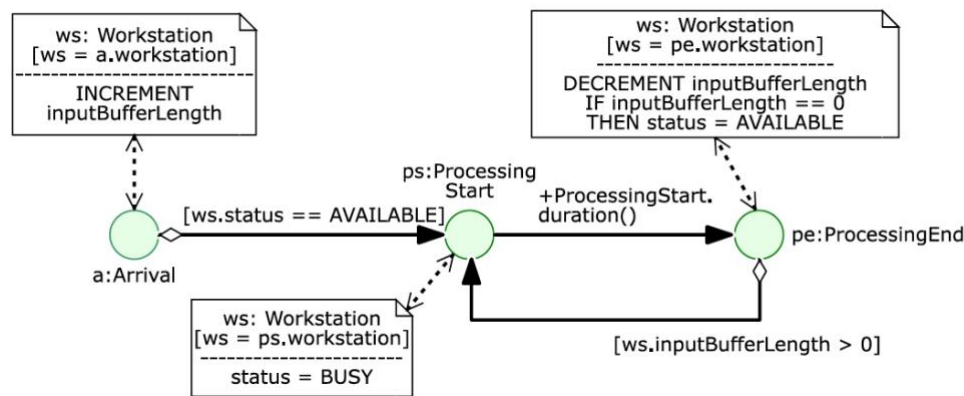 ws: Workstation
[ws = a.workstation]
INCREMENT
inputBufferLength
ws: Workstation
[ws = pe.workstation]
DECREMENT inputBufferLength
IF inputBufferLength == 0
THEN status = AVAILABLE
ps:Processing
Start
[ws.status == AVAILABLE]
+ProcessingStart.
duration()
pe:ProcessingEnd
a:Arrival
ws: Workstation
[ws = ps.workstation]
status = BUSY
[ws.inputBufferLength > 0]